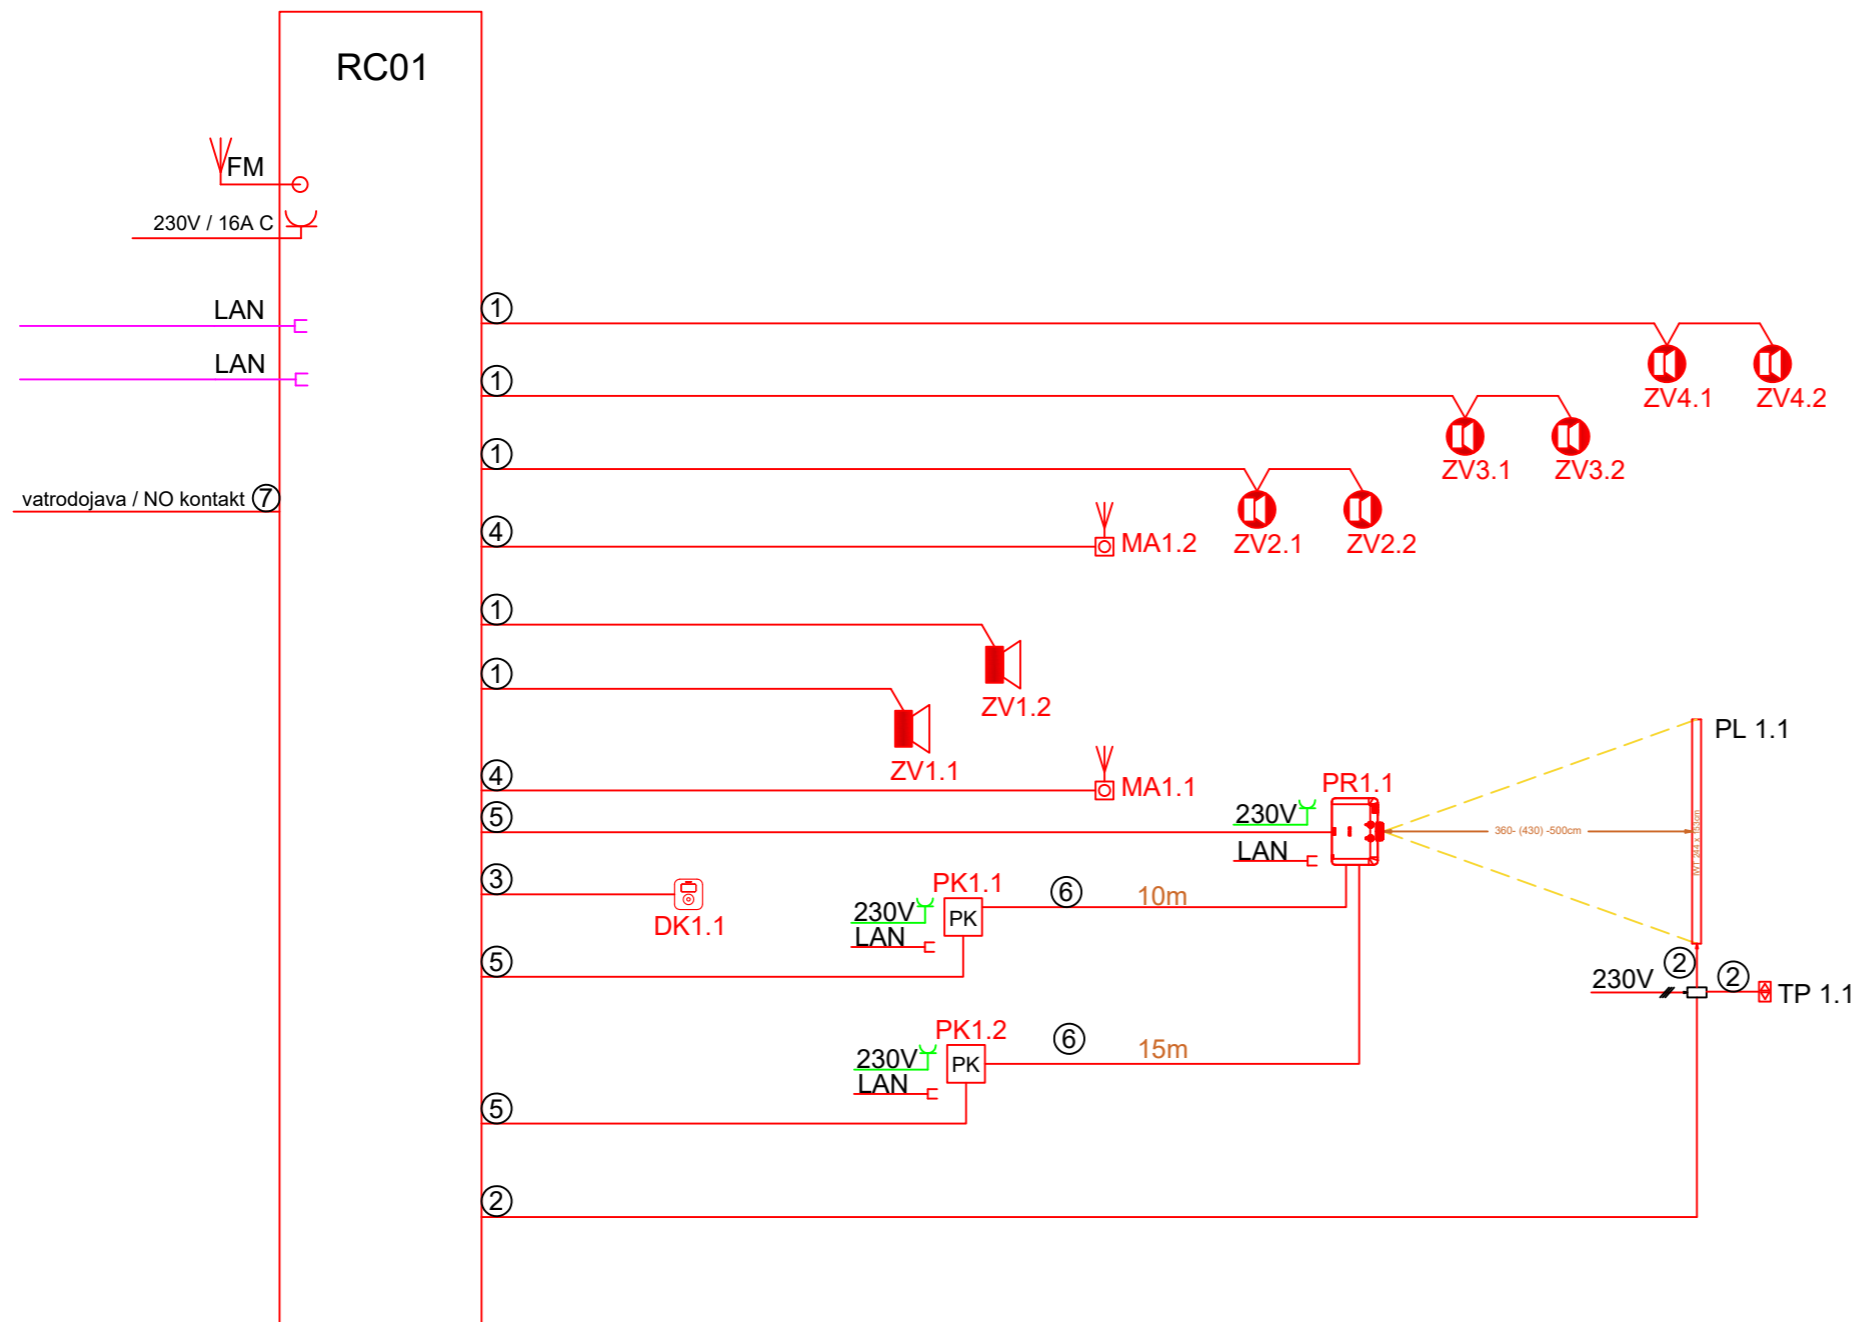 RC01
FM
230V / 16A C
LAN
LAN
vatrodojava / NO kontakt 7
1
ZV4.1 ZV4.2
1
ZV3.1 ZV3.2
1
ZV2.1 ZV2.2
4
MA1.2
1
ZV1.2
1
ZV1.1
4
MA1.1
5
230V
LAN
PR1.1
360- (430) -500cm
PL 1.1
3
DK1.1
PK1.1
230V
LAN
PK
6
10m
5
230V
2
2
TP 1.1
PK1.2
230V
LAN
PK
6
15m
5
2